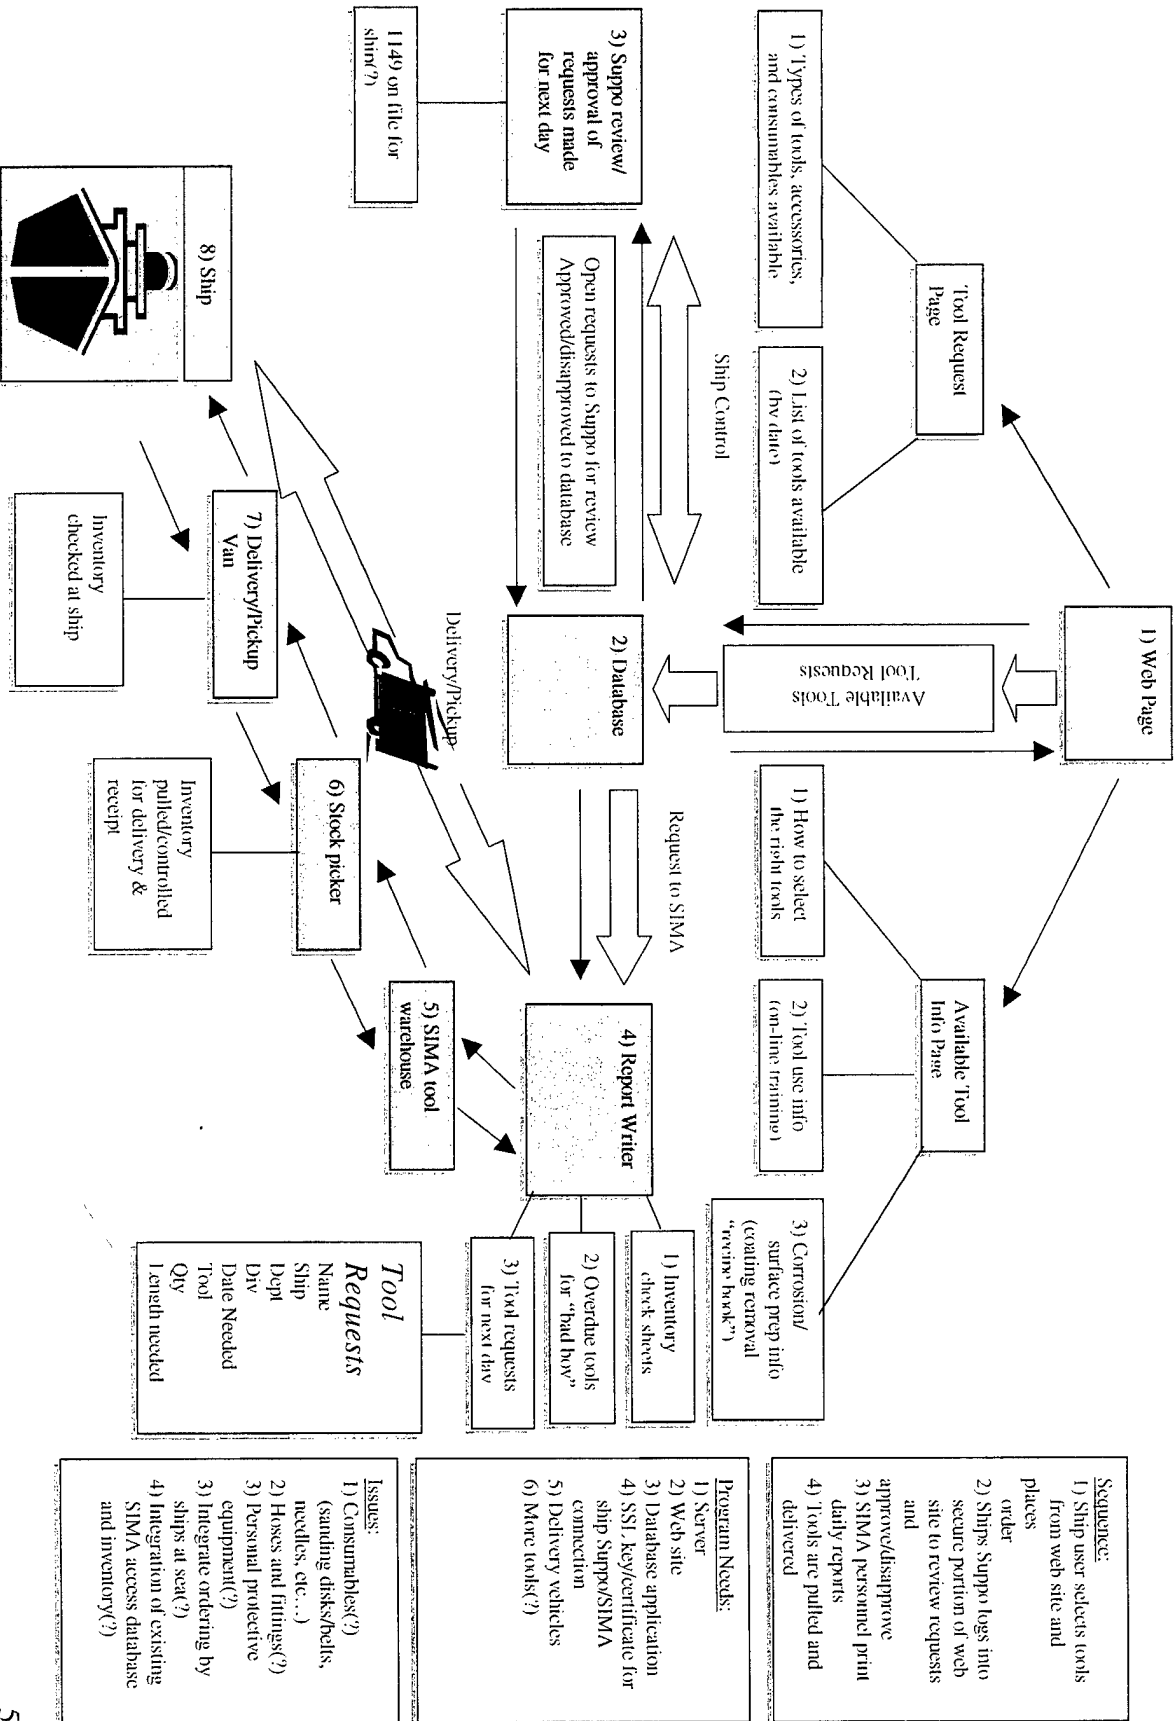 1) Web Page
Tool Request
Page
1) Types of tools, accessories,
and consumables available
2) List of tools available
(by date)
Available Tools
Tool Requests
Available Tool
Info Page
1) How to select
the right tools
2) Tool use info
(on-line training)
3) Corrosion/
surface prep info
(coating removal
"recipe book")
Ship Control
Request to SIMA
3) Suppo review/
approval of
requests made
for next day
1149 on file for
ship(?)
Open requests to Suppo for review
Approved/disapproved to database
2) Database
4) Report Writer
1) Inventory
check sheets
2) Overdue tools
for "bad boy"
3) Tool requests
for next day
Tool
Requests
Name
Ship
Dept
Div
Date Needed
Tool
Qty
Length needed
Delivery/Pickup
5) SIMA tool
warehouse
6) Stock picker
Inventory
pulled/controlled
for delivery &
receipt
7) Delivery/Pickup
Van
Inventory
checked at ship
8) Ship
Sequence:
1) Ship user selects tools
from web site and
places
order
2) Ships Suppo logs into
secure portion of web
site to review requests
and
approve/disapprove
3) SIMA personnel print
daily reports
4) Tools are pulled and
delivered
Program Needs:
1) Server
2) Web site
3) Database application
4) SSL key/certificate for
ship Suppo/SIMA
connection
5) Delivery vehicles
6) More tools(?)
Issues:
1) Consumables(?)
(sanding disks/belts,
needles, etc…)
2) Hoses and fittings(?)
3) Personal protective
equipment(?)
3) Integrate ordering by
ships at sea(?)
4) Integration of existing
SIMA access database
and inventory(?)
5